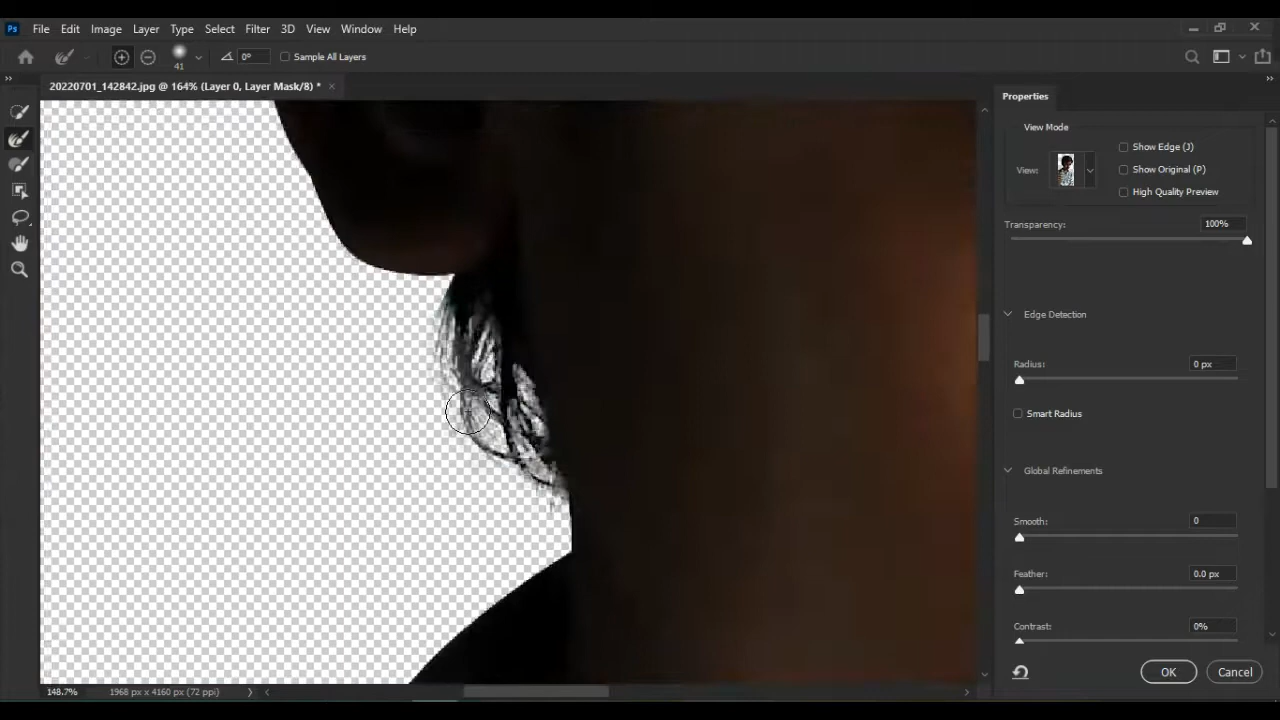 Ps File Edit Image Layer Type Select Filter 3D View Window Help
41 0° Sample All Layers
20220701_142842.jpg @ 164% (Layer 0, Layer Mask/8) * ×
Properties
View Mode
Show Edge (J)
View:
Show Original (P)
High Quality Preview
Transparency: 100%
Edge Detection
Radius: 0 px
Smart Radius
Global Refinements
Smooth: 0
Feather: 0.0 px
Contrast: 0%
OK Cancel
148.7% 1968 px x 4160 px (72 ppi)